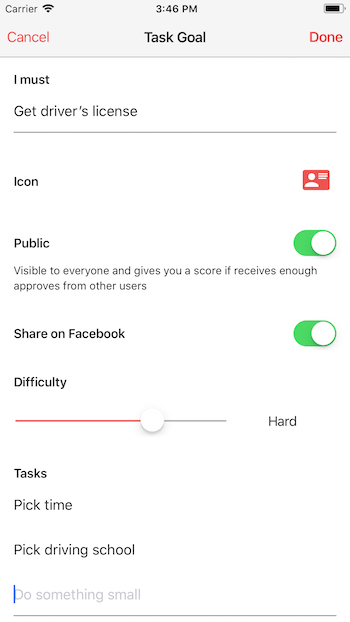 Carrier 3:46 PM
Cancel Task Goal Done
I must
Get driver's license
Icon
Public
Visible to everyone and gives you a score if receives enough
approves from other users
Share on Facebook
Difficulty
Hard
Tasks
Pick time
Pick driving school
Do something small